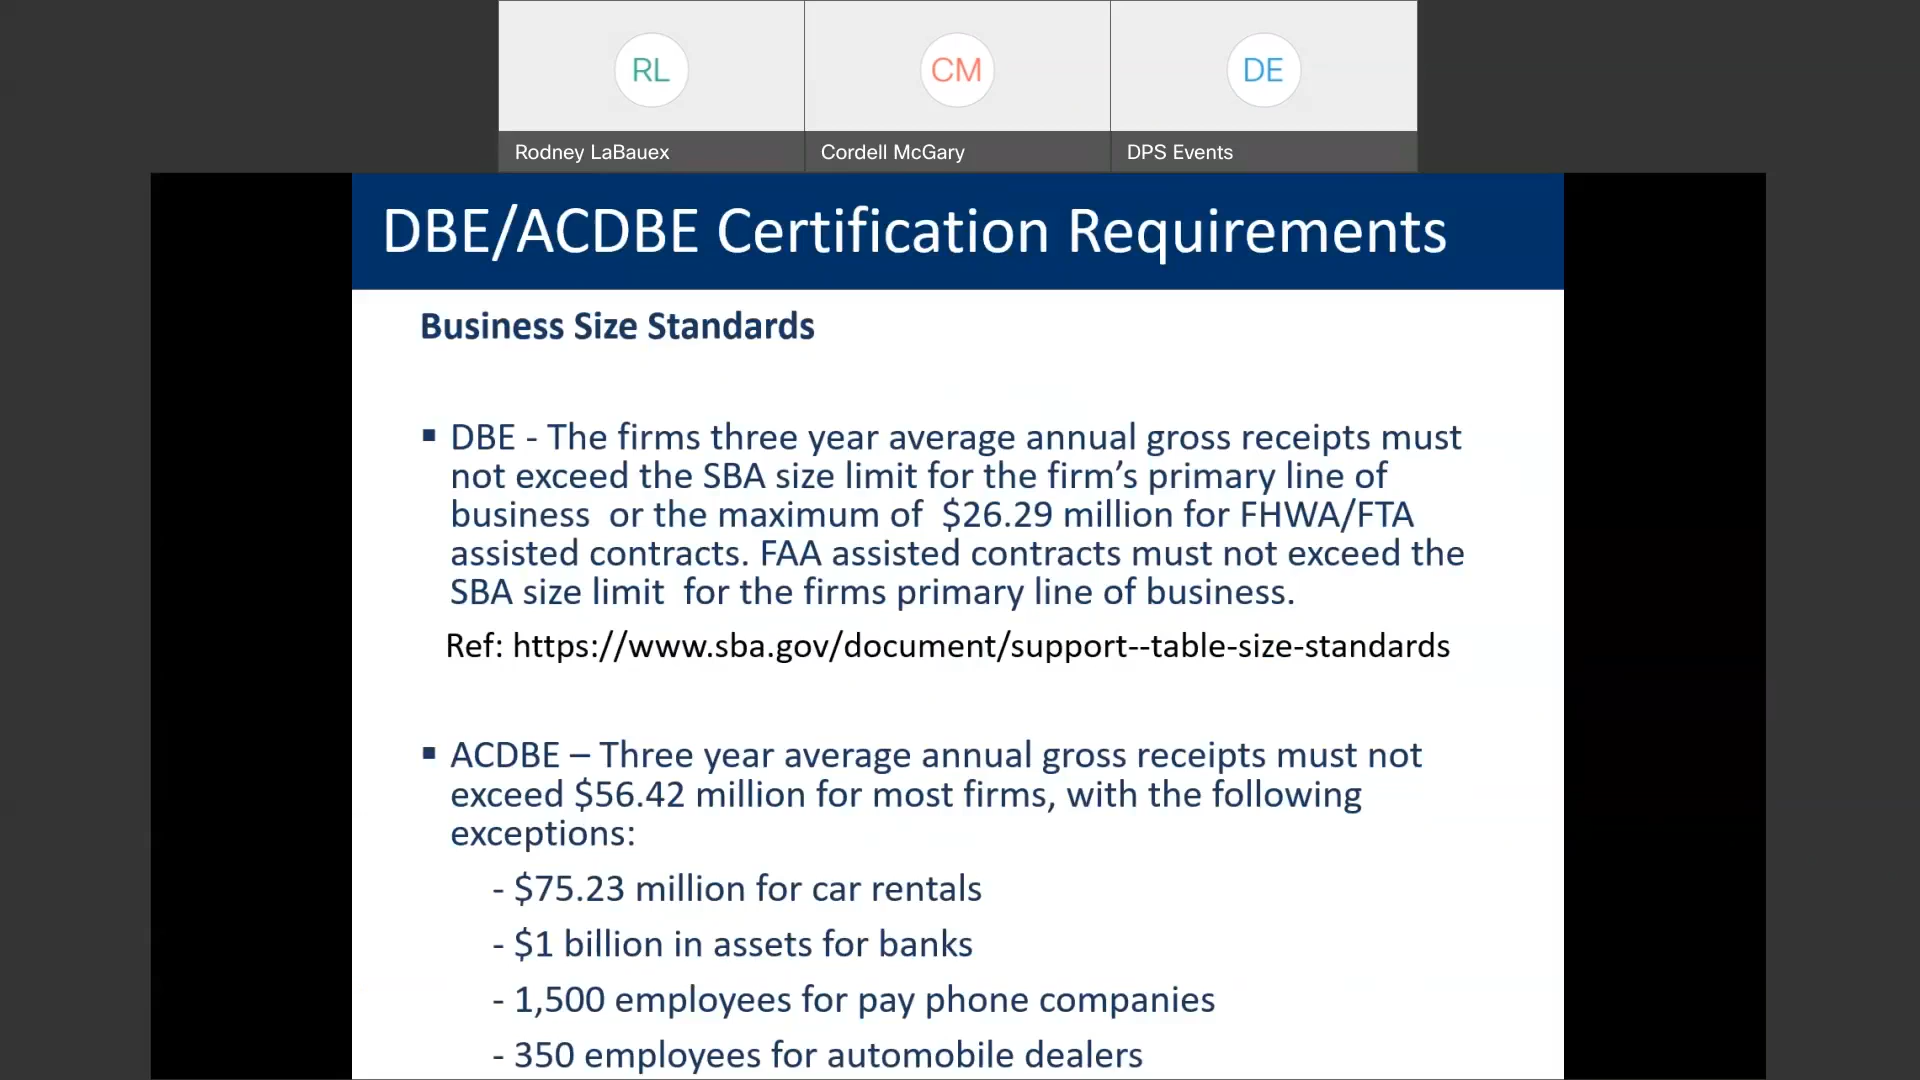 RL
CM
DE
Rodney LaBauex
Cordell McGary
DPS Events
DBE/ACDBE Certification Requirements
Business Size Standards
▪ DBE - The firms three year average annual gross receipts must
not exceed the SBA size limit for the firm’s primary line of
business  or the maximum of  $26.29 million for FHWA/FTA
assisted contracts. FAA assisted contracts must not exceed the
SBA size limit  for the firms primary line of business.
Ref: https://www.sba.gov/document/support--table-size-standards
▪ ACDBE – Three year average annual gross receipts must not
exceed $56.42 million for most firms, with the following
exceptions:
- $75.23 million for car rentals
- $1 billion in assets for banks
- 1,500 employees for pay phone companies
- 350 employees for automobile dealers